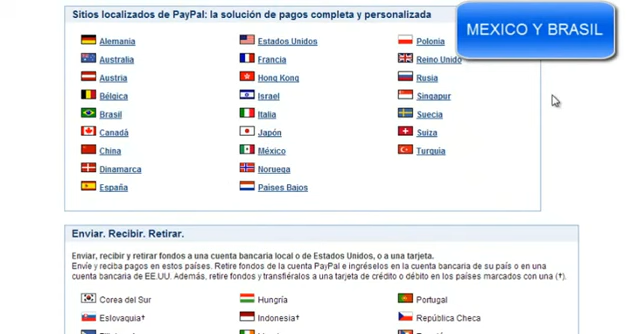 Sitios localizados de PayPal: la solución de pagos completa y personalizada
MEXICO Y BRASIL
Alemania
Estados Unidos
Polonia
Australia
Francia
Reino Unido
Austria
Hong Kong
Rusia
Bélgica
Israel
Singapur
Brasil
Italia
Suecia
Canadá
Japón
Suiza
China
México
Turquía
Dinamarca
Noruega
España
Países Bajos
Enviar. Recibir. Retirar.
Enviar, recibir y retirar fondos a una cuenta bancaria local o de Estados Unidos, o a una tarjeta.
Envíe y reciba pagos en estos países. Retire fondos de la cuenta PayPal e ingréselos en la cuenta bancaria de su país o en una
cuenta bancaria de EE.UU. Además, retire fondos y transfiéralos a una tarjeta de crédito o débito en los países marcados con una (†).
Corea del Sur
Hungría
Portugal
Eslovaquia†
Indonesia†
República Checa